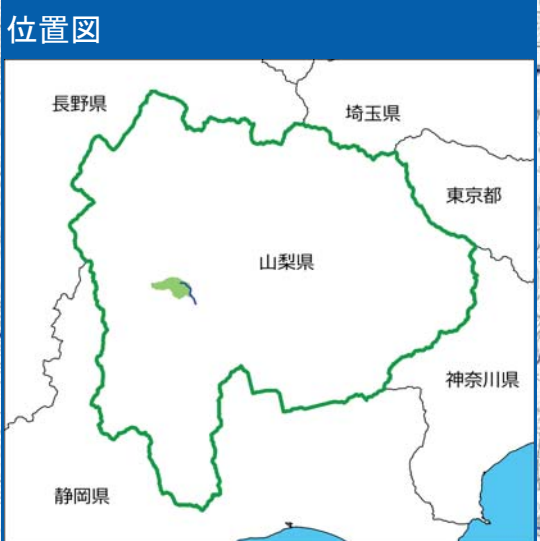 位置図
長野県
埼玉県
東京都
山梨県
神奈川県
静岡県